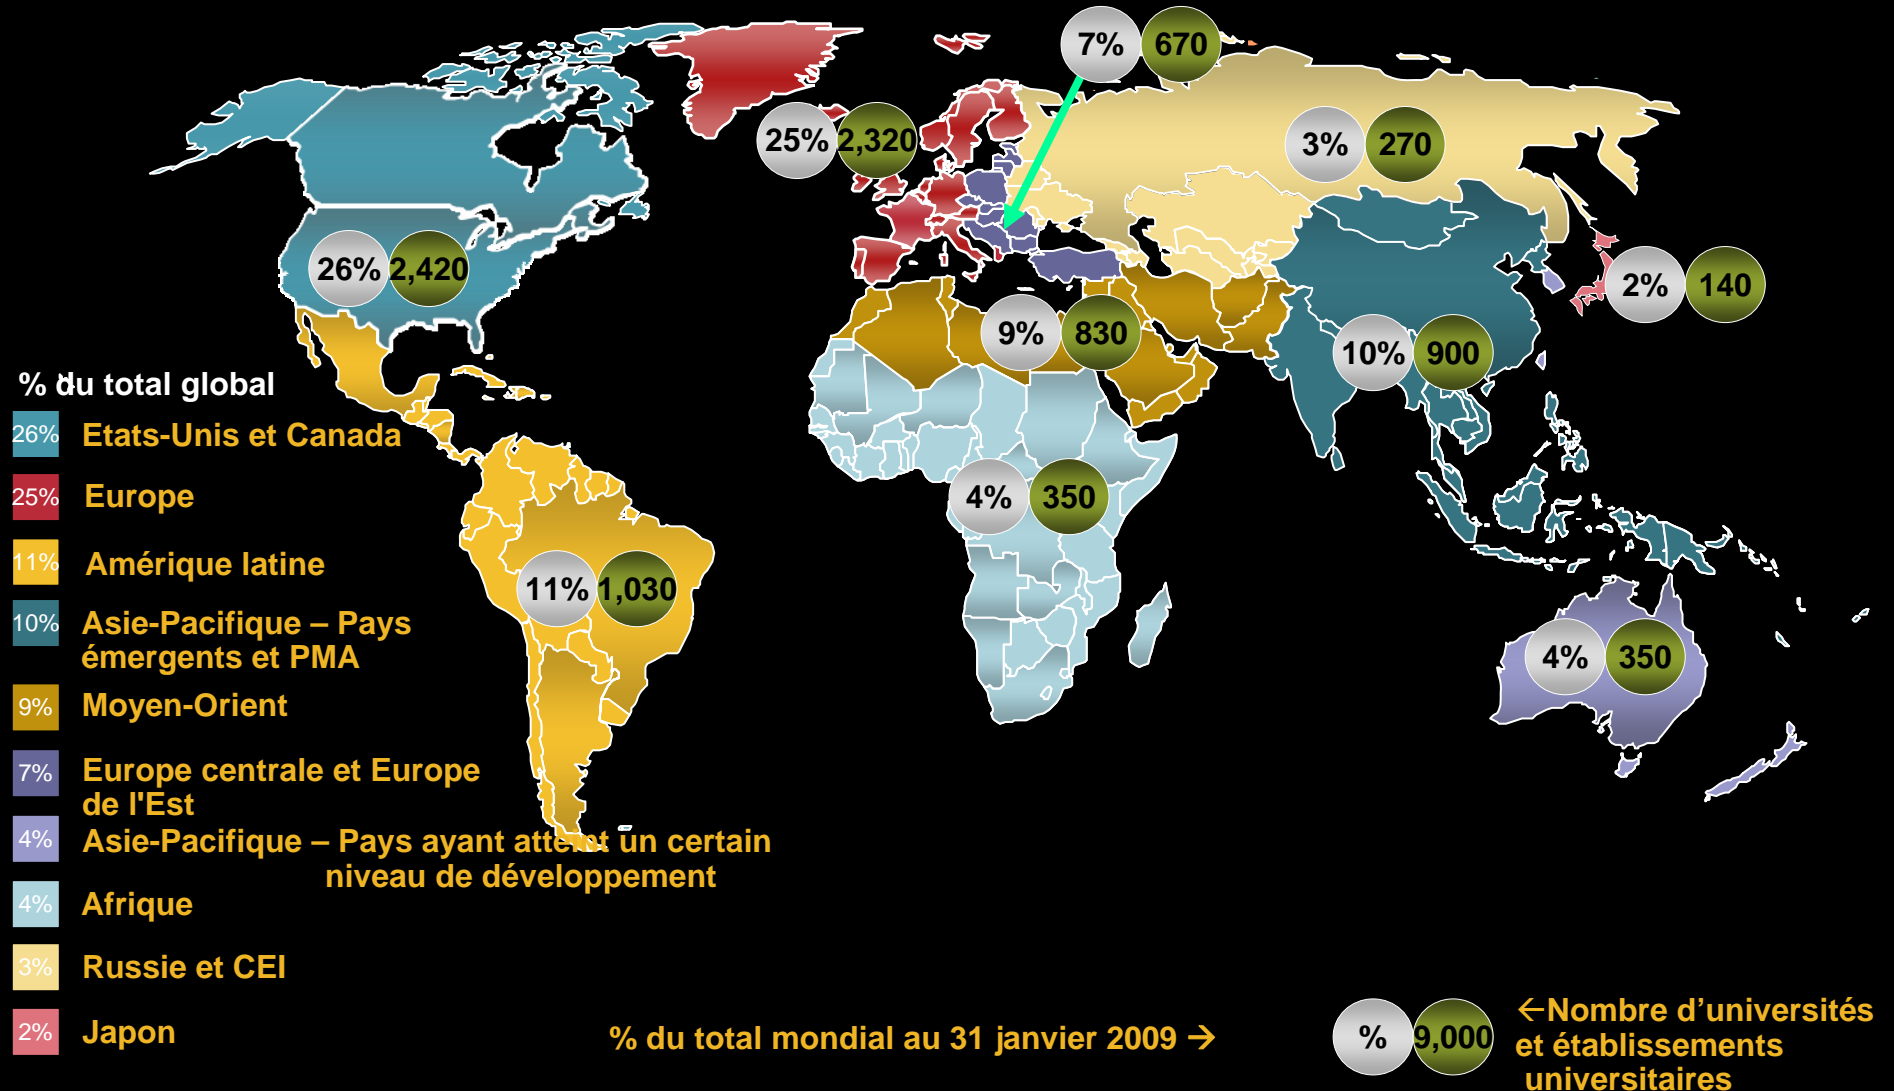 7% 670
25% 2,320
3% 270
26% 2,420
2% 140
9% 830
10% 900
4% 350
11% 1,030
4% 350
% du total global
26% Etats-Unis et Canada
25% Europe
11% Amérique latine
10% Asie-Pacifique – Pays
émergents et PMA
9% Moyen-Orient
7% Europe centrale et Europe
de l'Est
4% Asie-Pacifique – Pays ayant atteint un certain
niveau de développement
4% Afrique
3% Russie et CEI
2% Japon
% du total mondial au 31 janvier 2009 →
% 9,000
←Nombre d’universités
et établissements
universitaires